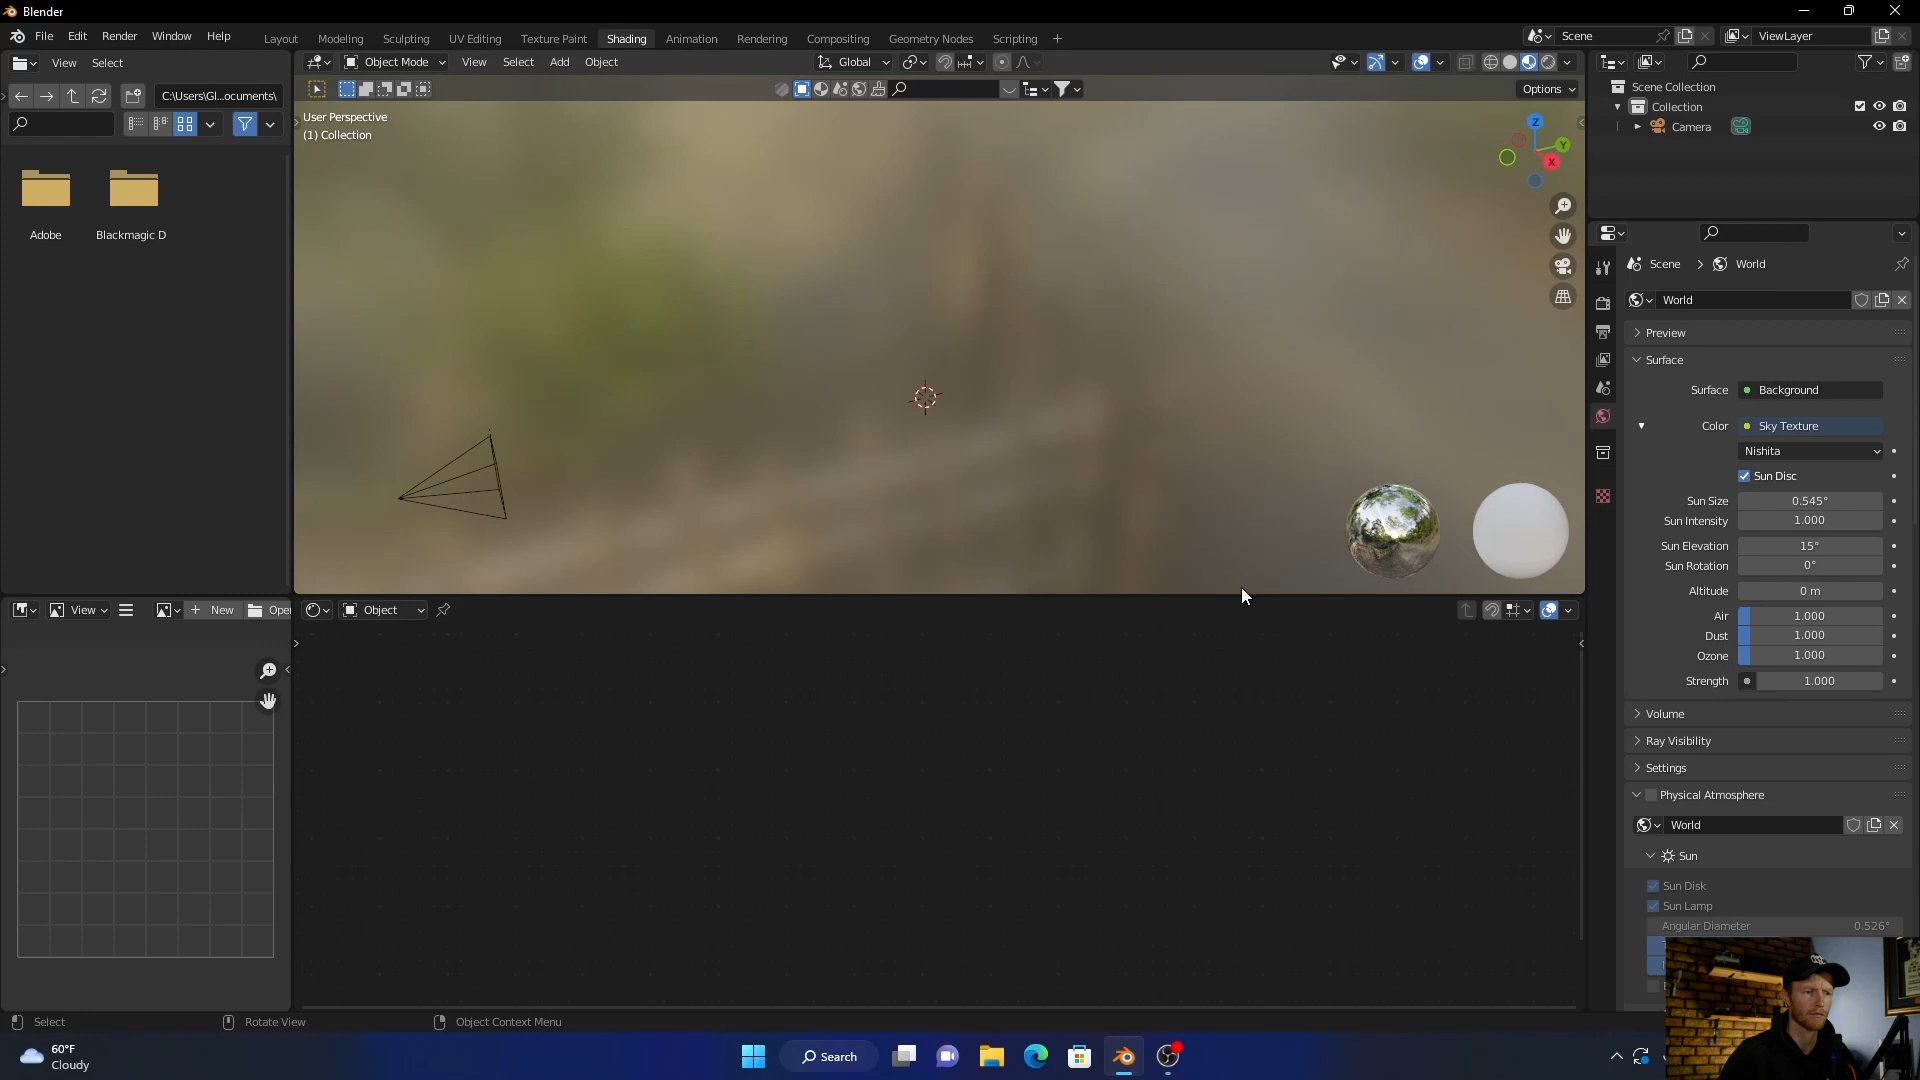 Blender
File Edit Render Window Help
Layout Modeling Sculpting UV Editing Texture Paint Shading Animation Rendering Compositing Geometry Nodes Scripting +
Scene
ViewLayer
View Select
Object Mode View Select Add Object
Global
C:\Users\Gl...ocuments\
Options
User Perspective
(1) Collection
Z
Y
X
Adobe
Blackmagic D
Scene Collection
Collection
Camera
Scene > World
World
Preview
Surface
Surface Background
Color Sky Texture
Nishita
Sun Disc
Sun Size 0.545°
Sun Intensity 1.000
Sun Elevation 15°
Sun Rotation 0°
Altitude 0 m
Air 1.000
Dust 1.000
Ozone 1.000
Strength 1.000
Volume
Ray Visibility
Settings
Physical Atmosphere
World
Sun
Sun Disk
Sun Lamp
Angular Diameter 0.526°
View + New Open
Object
Select Rotate View Object Context Menu
60°F
Cloudy
Search